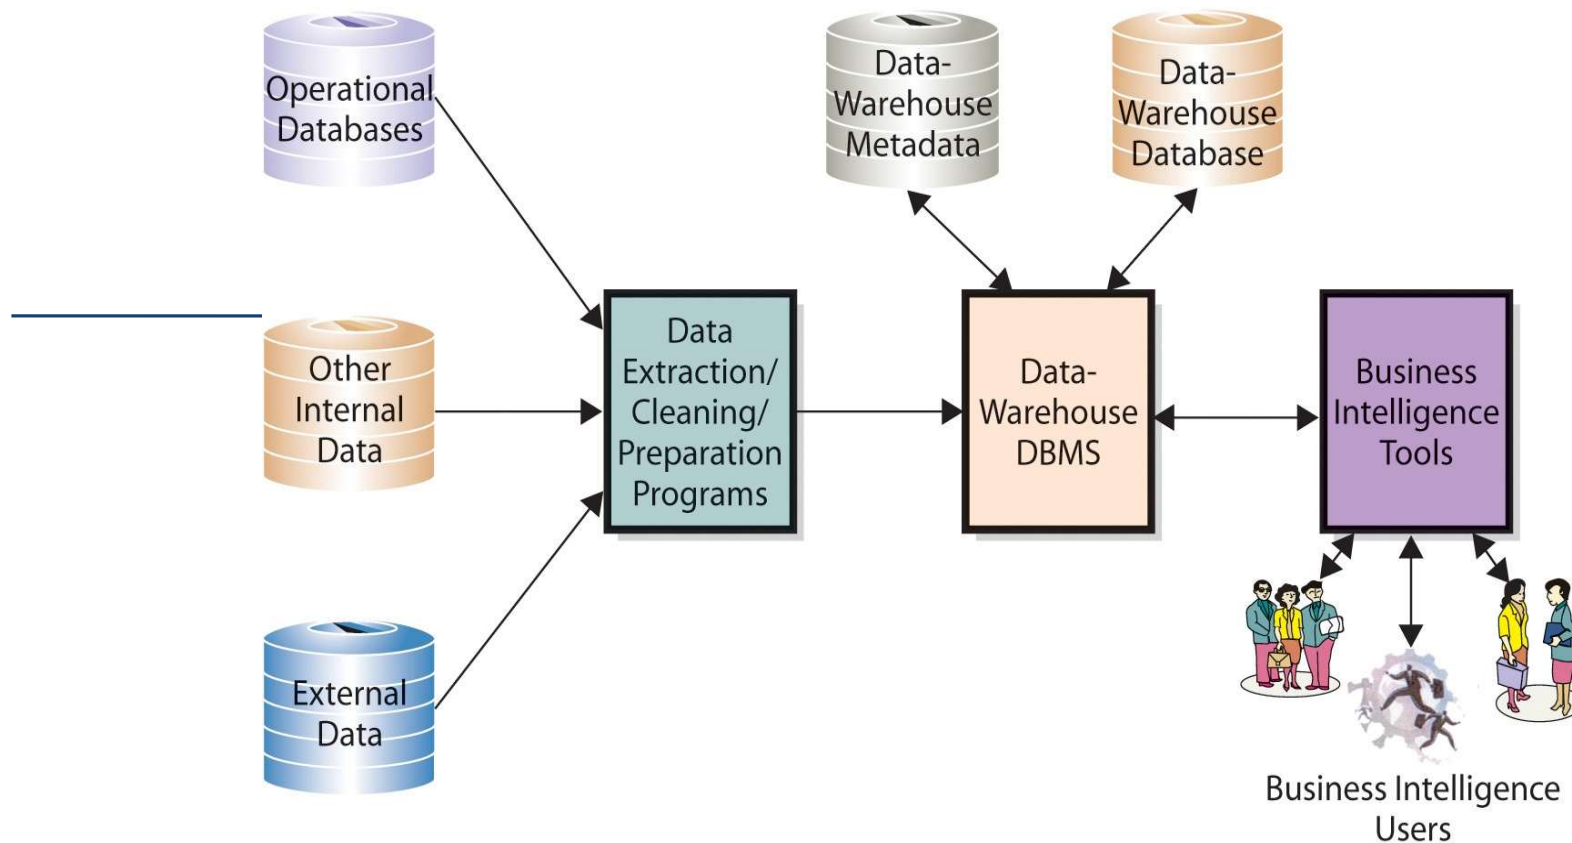 Operational
Databases
Data-
Warehouse
Metadata
Data-
Warehouse
Database
Other
Internal
Data
Data
Extraction/
Cleaning/
Preparation
Programs
Data-
Warehouse
DBMS
Business
Intelligence
Tools
External
Data
Business Intelligence
Users